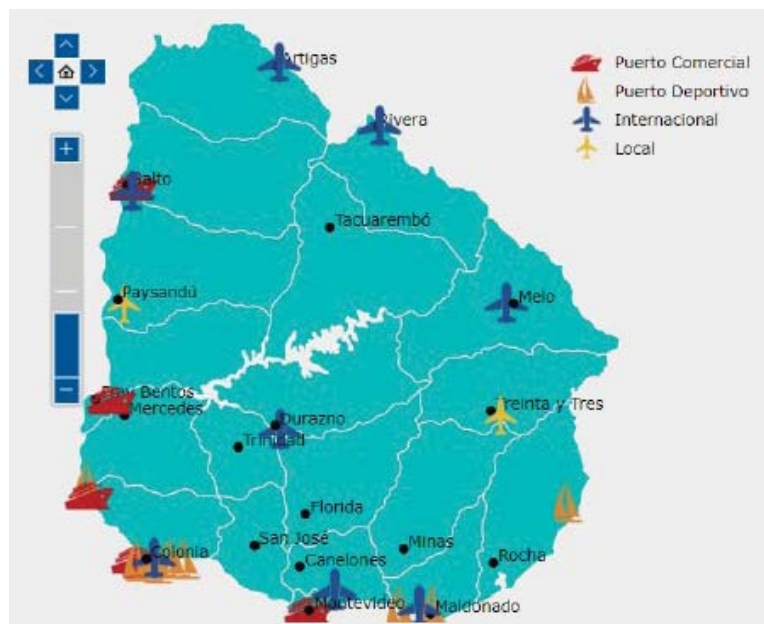 Artigas
Puerto Comercial
Puerto Deportivo
Rivera
Internacional
Local
Salto
Tacuarembó
Paysandú
Melo
Fray Bentos
Mercedes
Treinta y Tres
Durazno
Trinidad
Florida
San José
Minas
Colonia
Canelones
Rocha
Montevideo
Maldonado